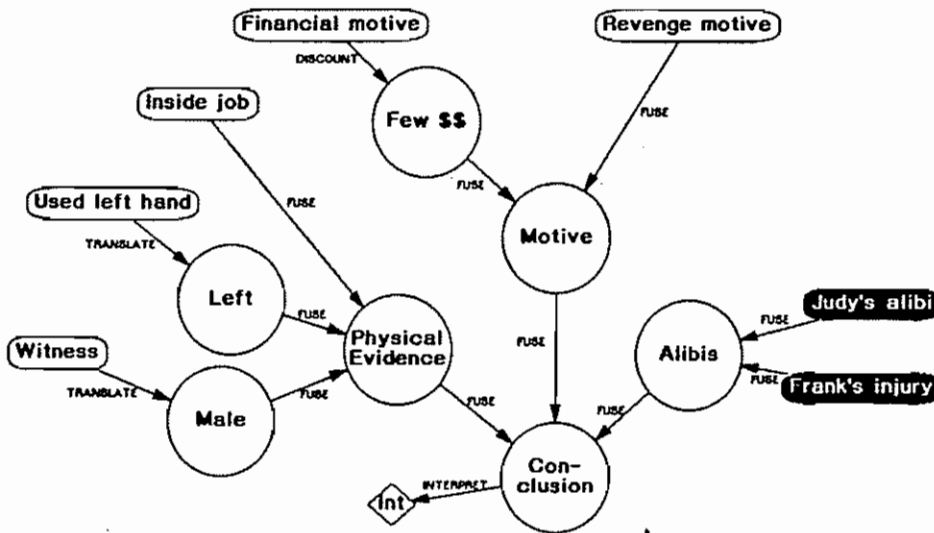 Financial motive
Revenge motive
DISCOUNT
Inside job
Few $$
FUSE
FUSE
Used left hand
FUSE
TRANSLATE
Motive
Left
Judy's alibi
FUSE
FUSE
Witness
Physical
Evidence
FUSE
Alibis
TRANSLATE
FUSE
FUSE
Frank's injury
Male
FUSE
FUSE
Con-
clusion
INTERPRET
Int